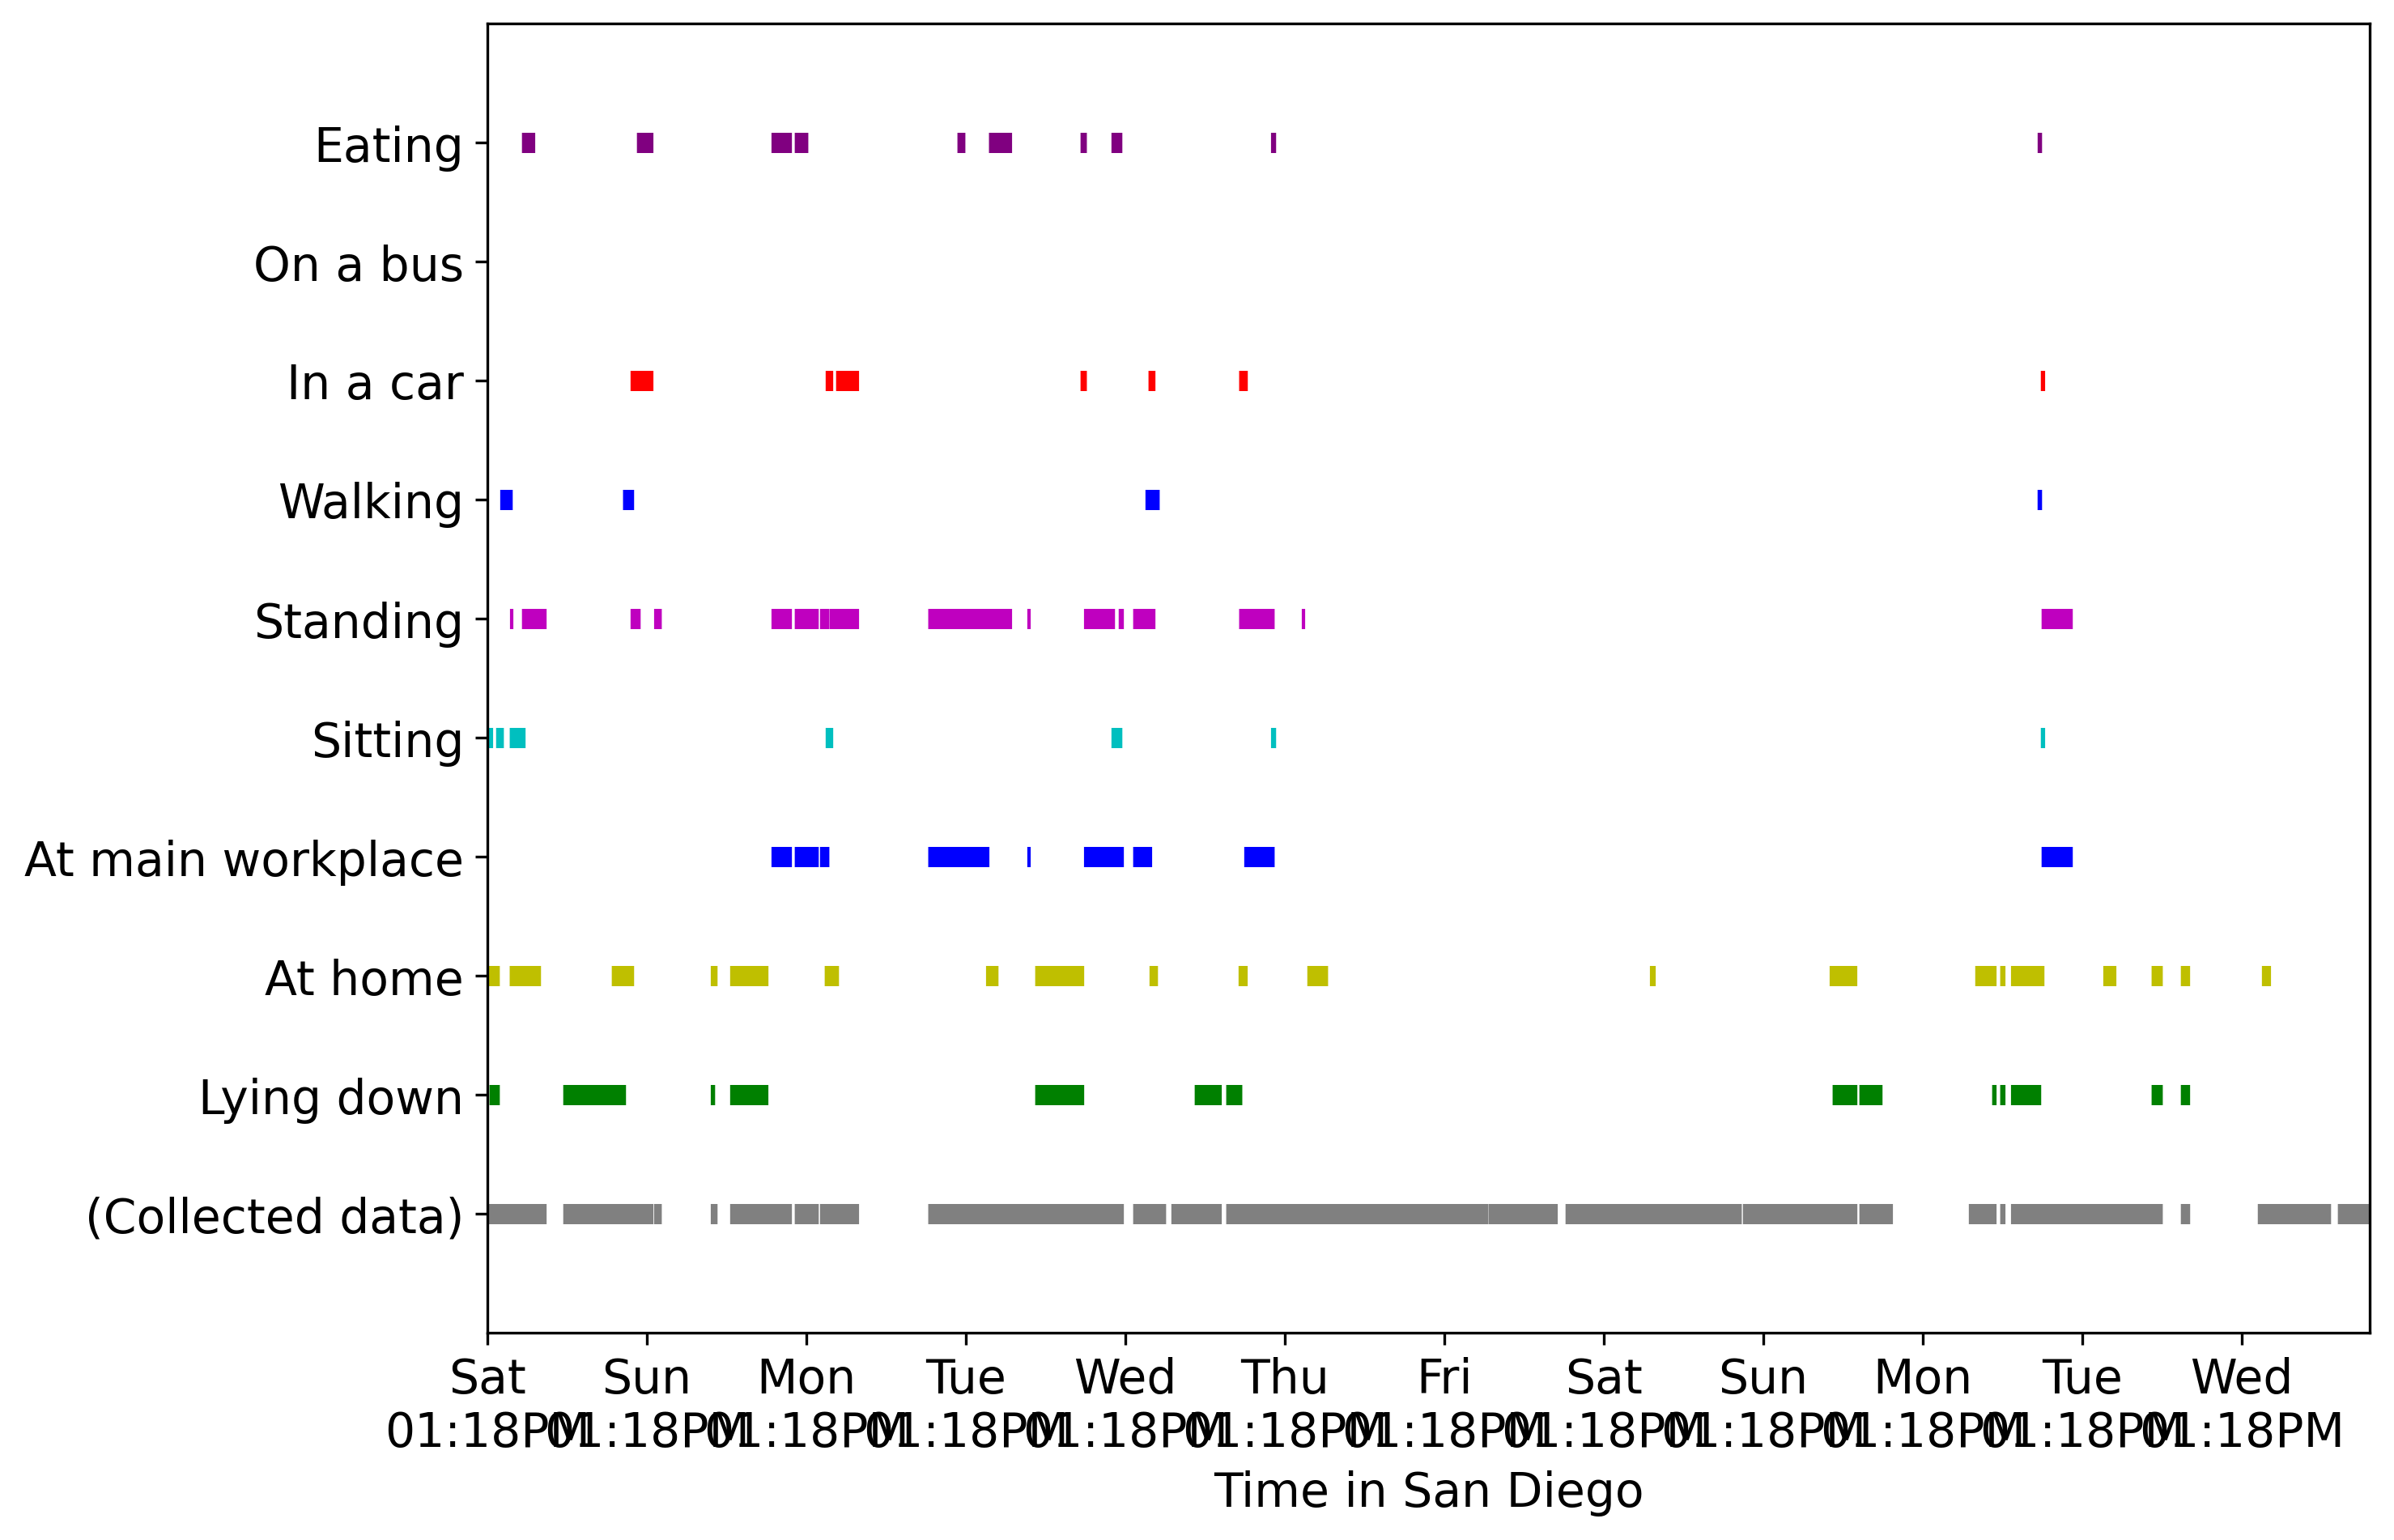 Eating
On a bus
In a car
Walking
Standing
Sitting
At main workplace
At home
Lying down
(Collected data)
Sat Sun Mon Tue Wed Thu Fri Sat Sun Mon Tue Wed
01:18PM 01:18PM 01:18PM 01:18PM 01:18PM 01:18PM 01:18PM 01:18PM 01:18PM 01:18PM 01:18PM 01:18PM
Time in San Diego